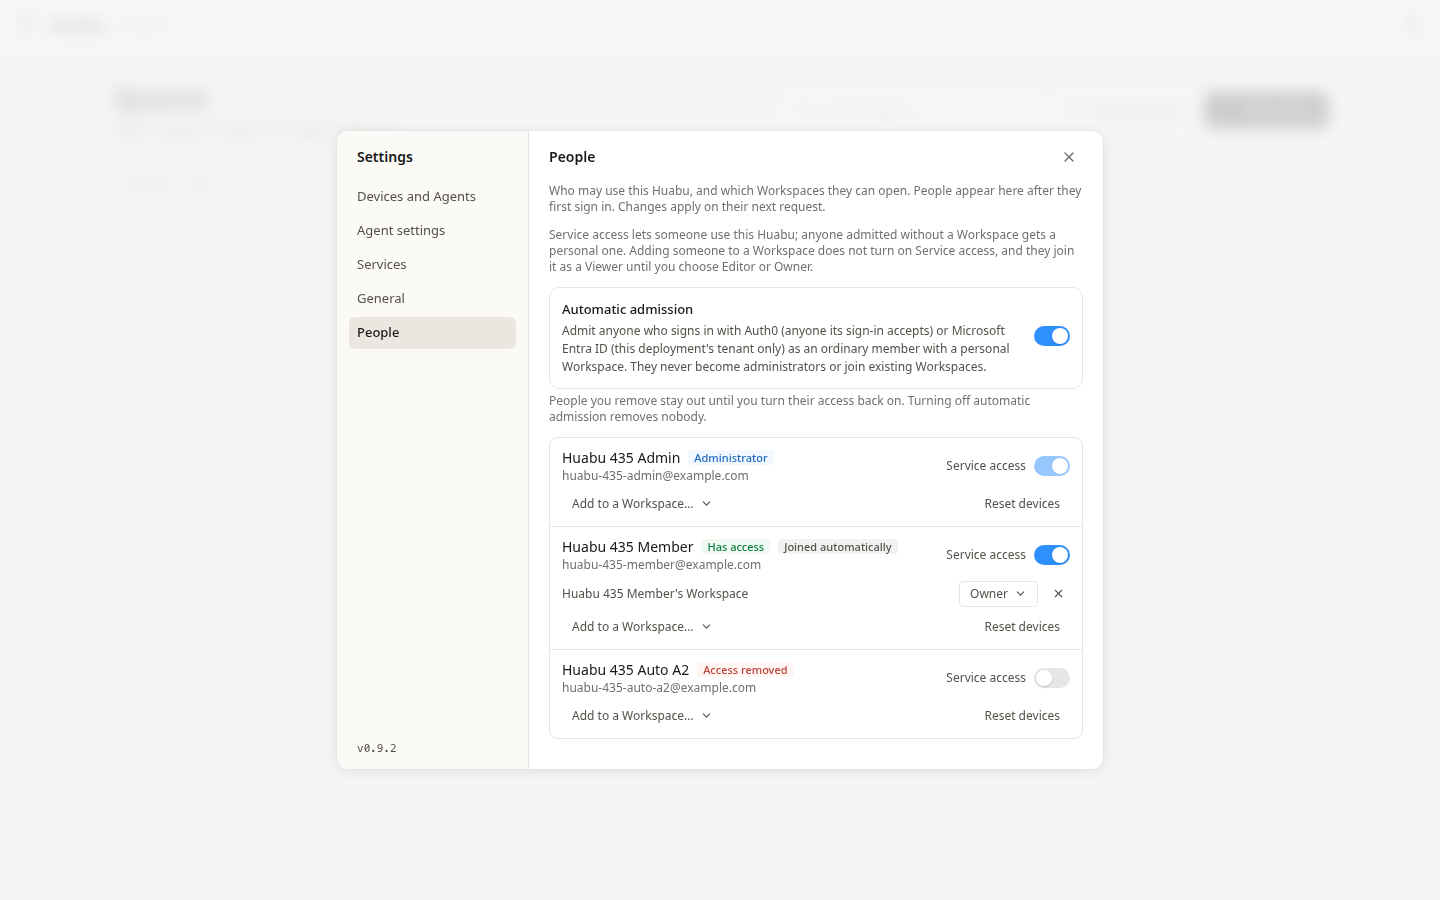 Settings
Devices and Agents
Agent settings
Services
General
People
v0.9.2
People
Who may use this Huabu, and which Workspaces they can open. People appear here after they
first sign in. Changes apply on their next request.
Service access lets someone use this Huabu; anyone admitted without a Workspace gets a
personal one. Adding someone to a Workspace does not turn on Service access, and they join
it as a Viewer until you choose Editor or Owner.
Automatic admission
Admit anyone who signs in with Auth0 (anyone its sign-in accepts) or Microsoft
Entra ID (this deployment's tenant only) as an ordinary member with a personal
Workspace. They never become administrators or join existing Workspaces.
People you remove stay out until you turn their access back on. Turning off automatic
admission removes nobody.
Huabu 435 Admin Administrator
huabu-435-admin@example.com
Service access
Add to a Workspace... Reset devices
Huabu 435 Member Has access Joined automatically
huabu-435-member@example.com
Service access
Huabu 435 Member's Workspace Owner
Add to a Workspace... Reset devices
Huabu 435 Auto A2 Access removed
huabu-435-auto-a2@example.com
Service access
Add to a Workspace... Reset devices